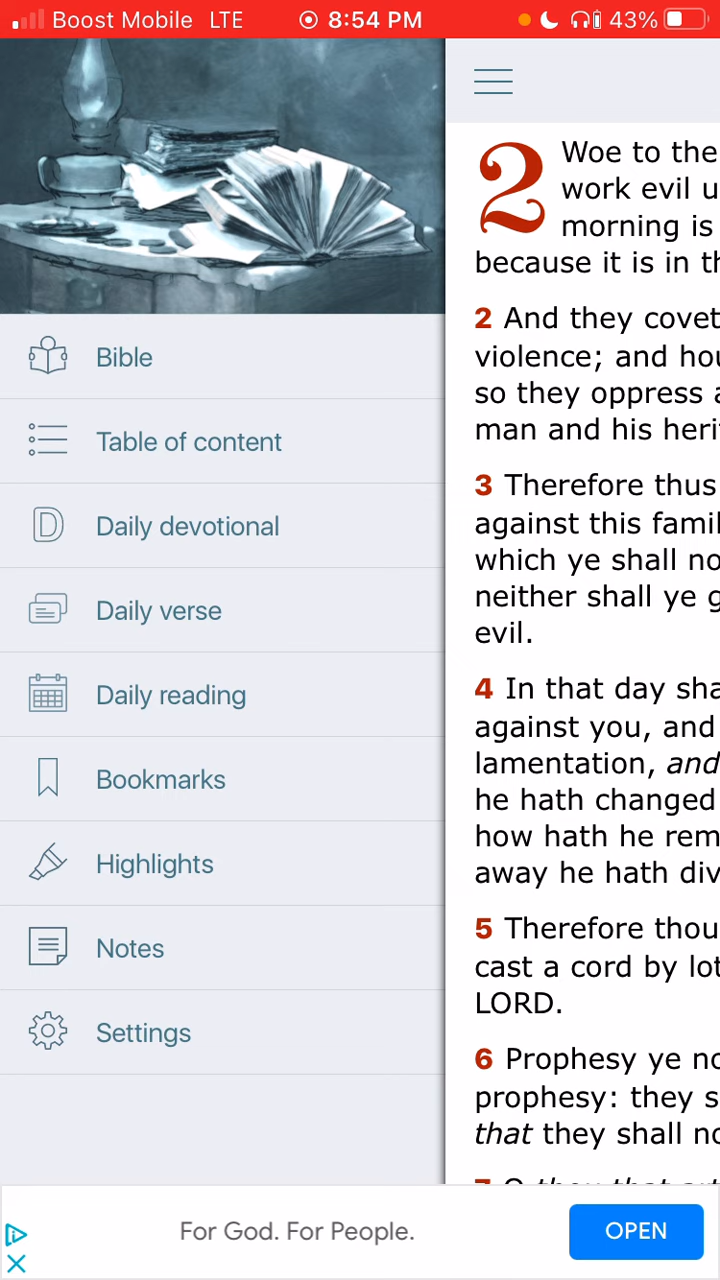 Boost Mobile LTE 8:54 PM 43%
Bible
Table of content
Daily devotional
Daily verse
Daily reading
Bookmarks
Highlights
Notes
Settings
2 Woe to the
work evil u
morning is
because it is in th
2 And they covet
violence; and hou
so they oppress a
man and his heri
3 Therefore thus
against this famil
which ye shall no
neither shall ye g
evil.
4 In that day sha
against you, and
lamentation, and
he hath changed
how hath he rem
away he hath div
5 Therefore thou
cast a cord by lot
LORD.
6 Prophesy ye no
prophesy: they s
that they shall no
For God. For People.
OPEN